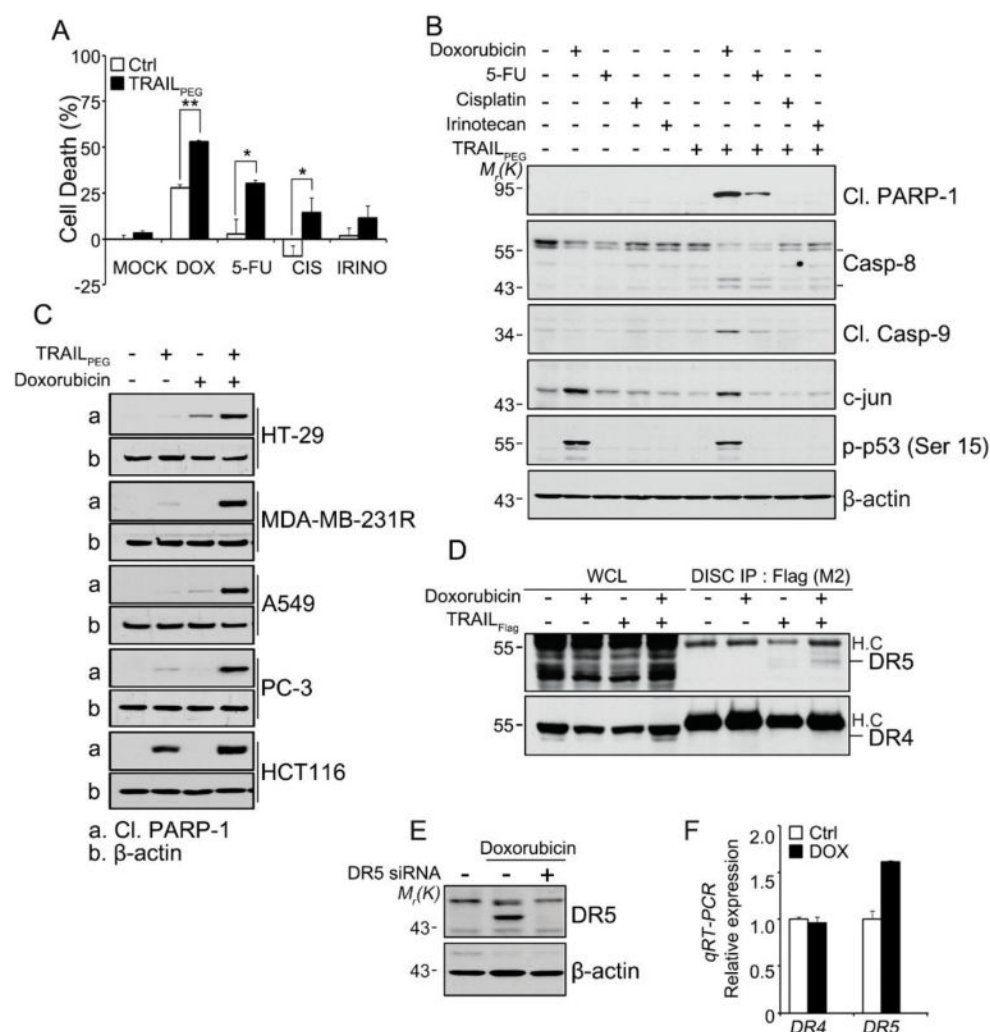 A
100
75
50
25
0
-25
Cell Death (%)
Ctrl
TRAILPEG
**
*
*
MOCK DOX 5-FU CIS IRINO
B
Doxorubicin - + - - - - + - - -
5-FU - - + - - - - + - -
Cisplatin - - - + - - - - + -
Irinotecan - - - - + - - - - +
TRAILPEG - - - - - + + + + +
Mr(K)
95- Cl. PARP-1
55-
43-
Casp-8
34- Cl. Casp-9
43- c-jun
55- p-p53 (Ser 15)
43- β-actin
C
TRAILPEG - + - +
Doxorubicin - - + +
a
b
HT-29
a
b
MDA-MB-231R
a
b
A549
a
b
PC-3
a
b
HCT116
a. Cl. PARP-1
b. β-actin
D
WCL DISC IP : Flag (M2)
Doxorubicin - + - + - + - +
TRAILFlag - - + + - - + +
55- H.C
DR5
55- H.C
DR4
E
Doxorubicin
DR5 siRNA - - +
Mr(K)
43- DR5
43- β-actin
F
2.0
1.5
1.0
0.5
0
qRT-PCR
Relative expression
Ctrl
DOX
DR4 DR5